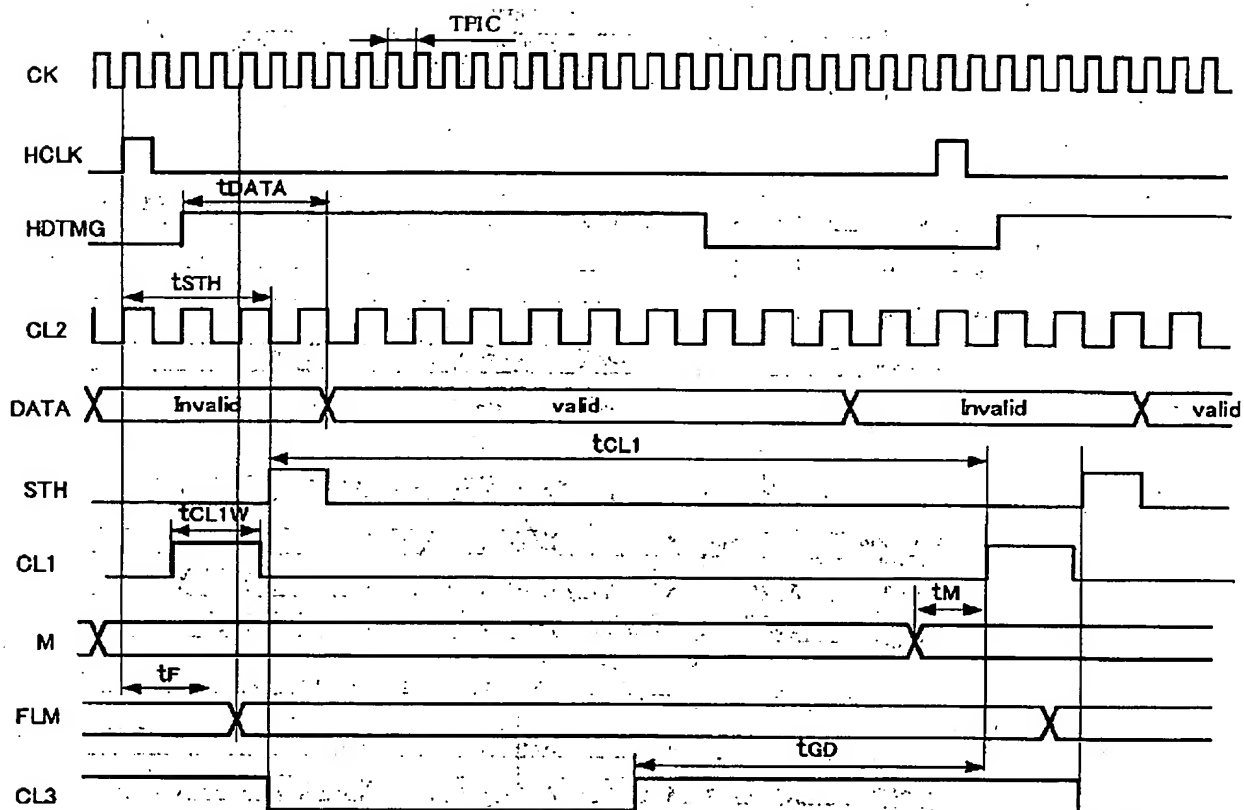 TPIC
CK
HCLK
tDATA
HDTMG
tSTH
CL2
DATA Invalid valid Invalid valid
tCL1
STH
tCL1W
CL1
tM
M
tF
FLM
tGD
CL3